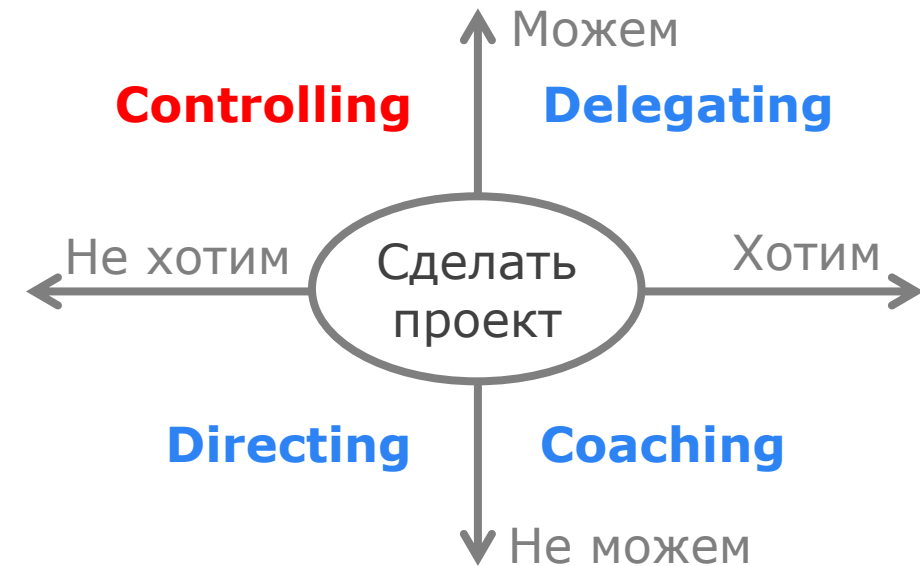 Можем
Controlling
Delegating
Не хотим
Сделать
проект
Хотим
Directing
Coaching
Не можем